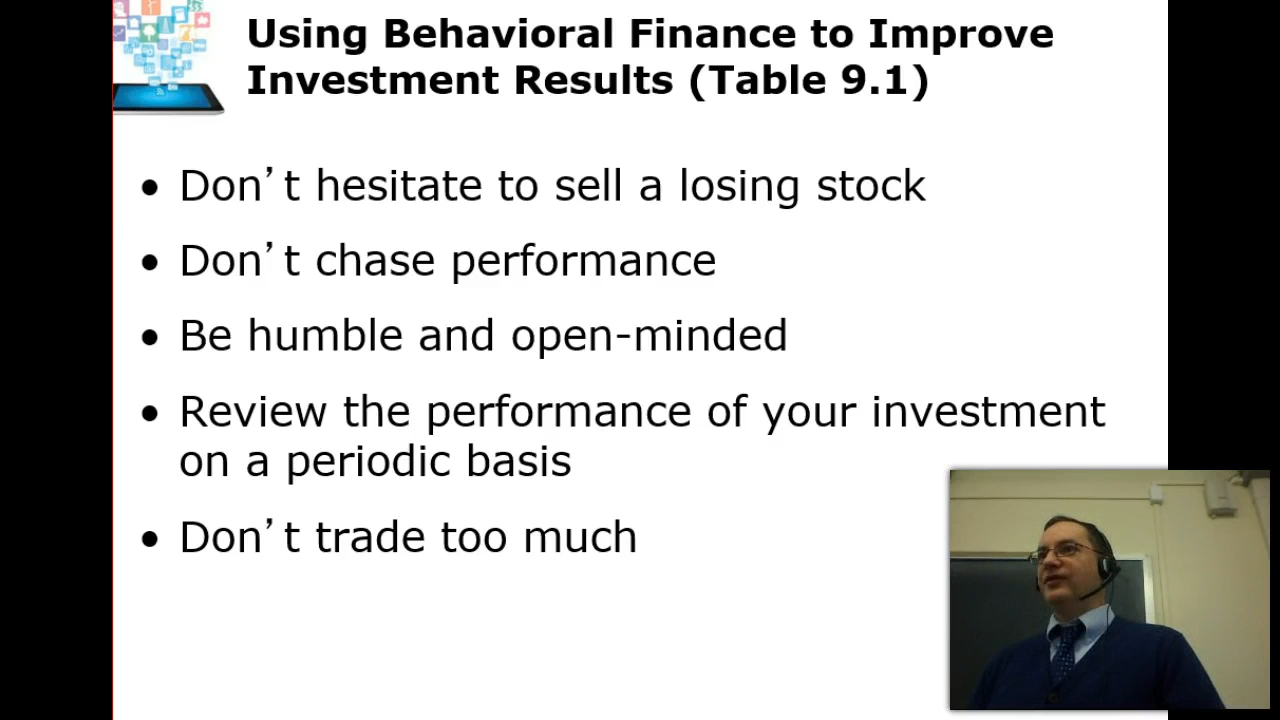 Using Behavioral Finance to Improve
Investment Results (Table 9.1)
• Don’t hesitate to sell a losing stock
• Don’t chase performance
• Be humble and open-minded
• Review the performance of your investment
on a periodic basis
• Don’t trade too much